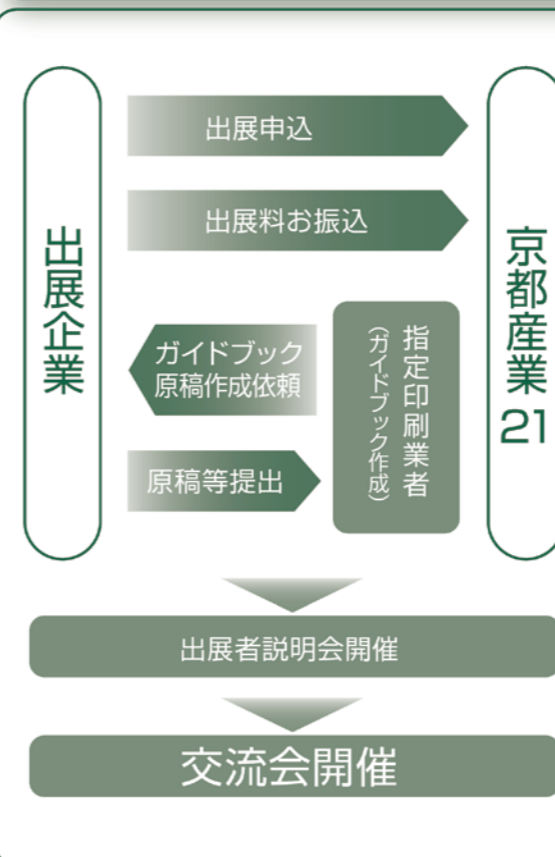 出展企業
出展申込
出展料お振込
ガイドブック
原稿作成依頼
原稿等提出
指定印刷業者
(ガイドブック作成)
京都産業21
出展者説明会開催
交流会開催